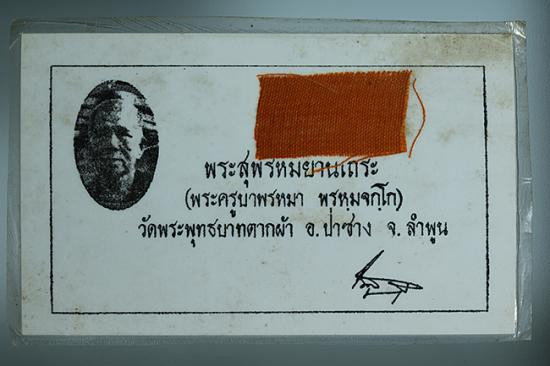 พระสุพรหมยานเถระ
(พระครูบาพรหมา พรหมจกฺโก)
วัดพระพุทธบาทตากผ้า อ.ป่าซาง จ.ลำพูน